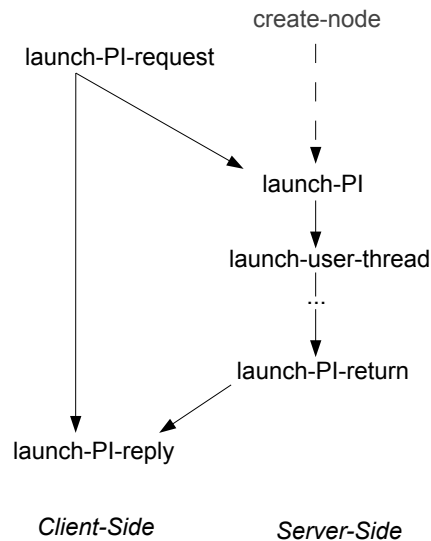 create-node
launch-PI-request
launch-PI
launch-user-thread
...
launch-PI-return
launch-PI-reply
Client-Side
Server-Side